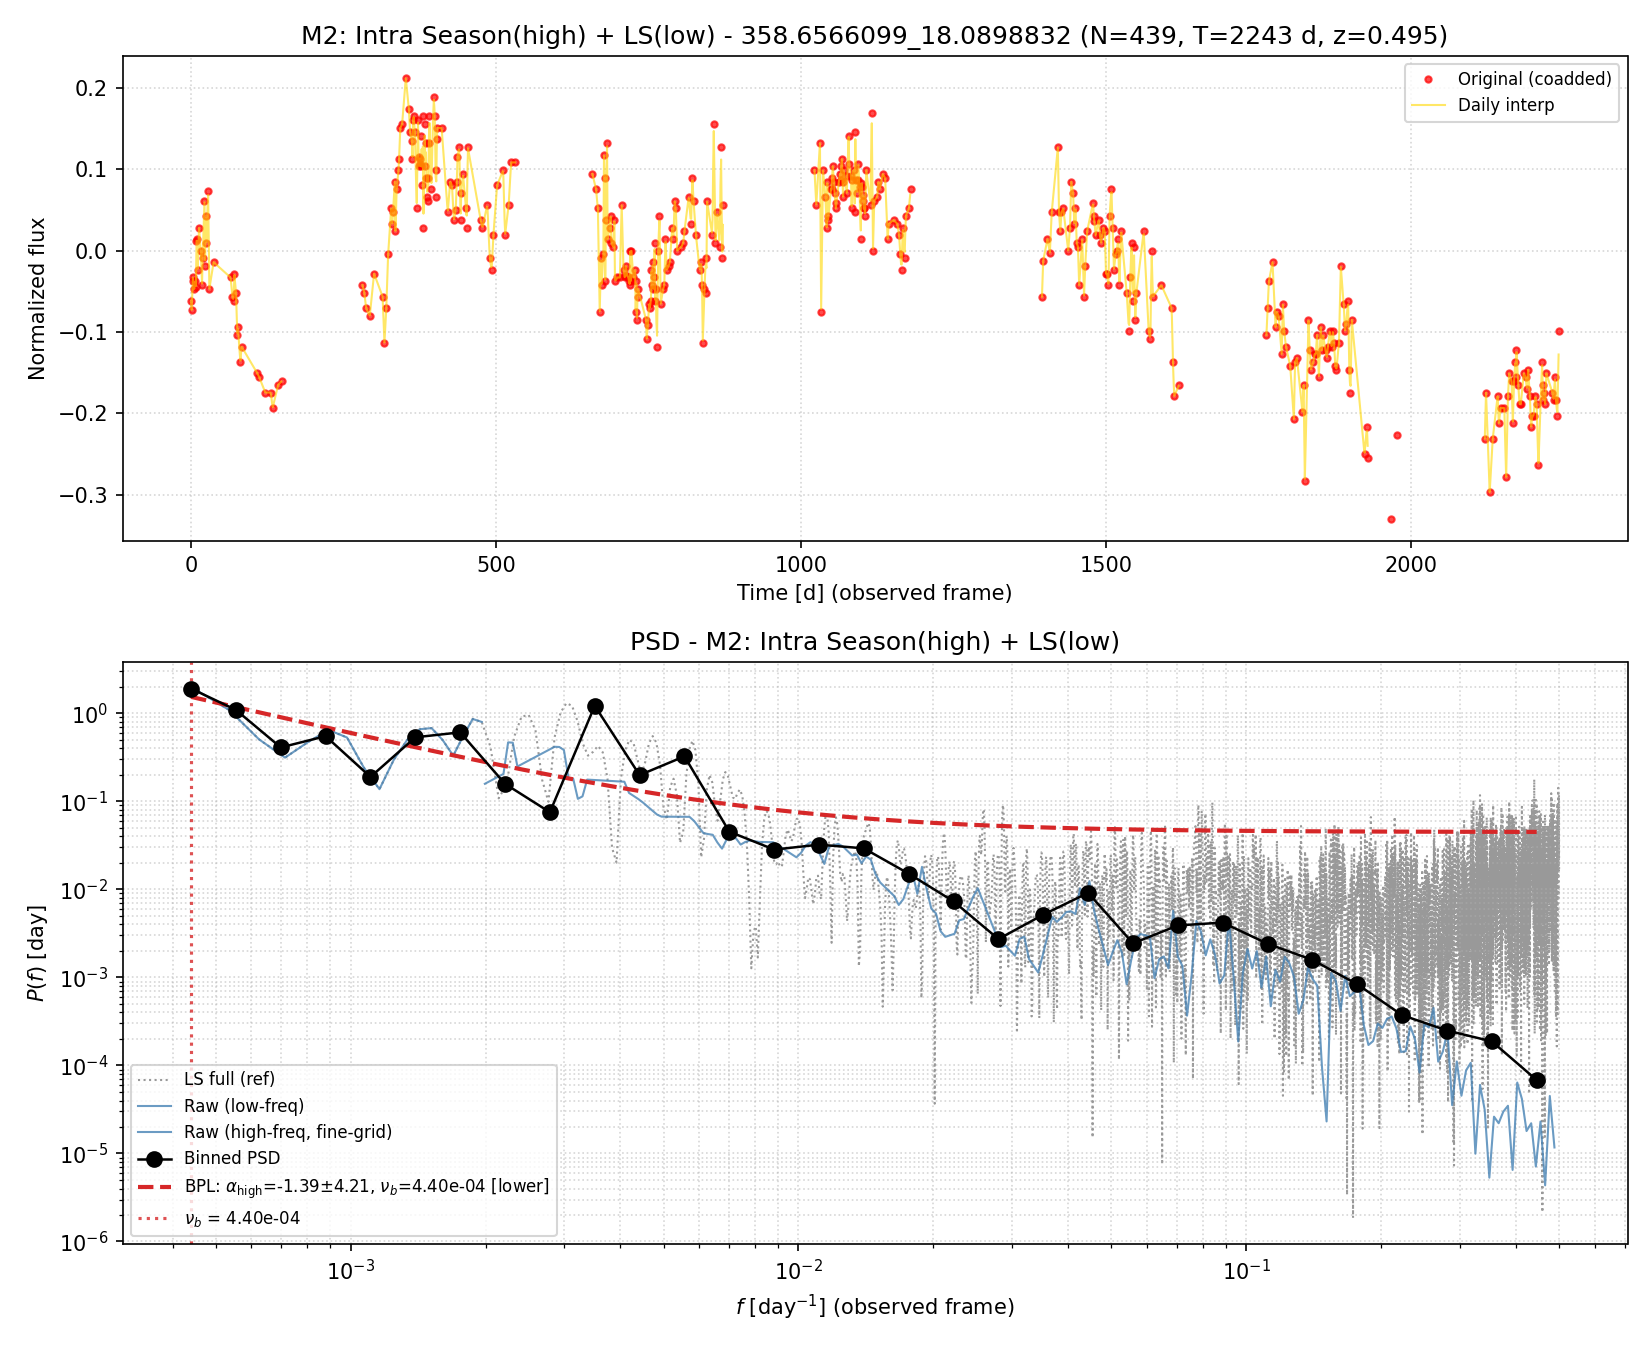 M2: Intra Season(high) + LS(low) - 358.6566099_18.0898832 (N=439, T=2243 d, z=0.495)
Normalized flux
0.2
0.1
0.0
−0.1
−0.2
−0.3
Original (coadded)
Daily interp
0
500
1000
1500
2000
Time [d] (observed frame)
PSD - M2: Intra Season(high) + LS(low)
P(f) [day]
10⁰
10⁻¹
10⁻²
10⁻³
10⁻⁴
10⁻⁵
10⁻⁶
LS full (ref)
Raw (low-freq)
Raw (high-freq, fine-grid)
Binned PSD
BPL: α_high=-1.39±4.21, ν_b=4.40e-04 [lower]
ν_b = 4.40e-04
10⁻³
10⁻²
10⁻¹
f [day⁻¹] (observed frame)